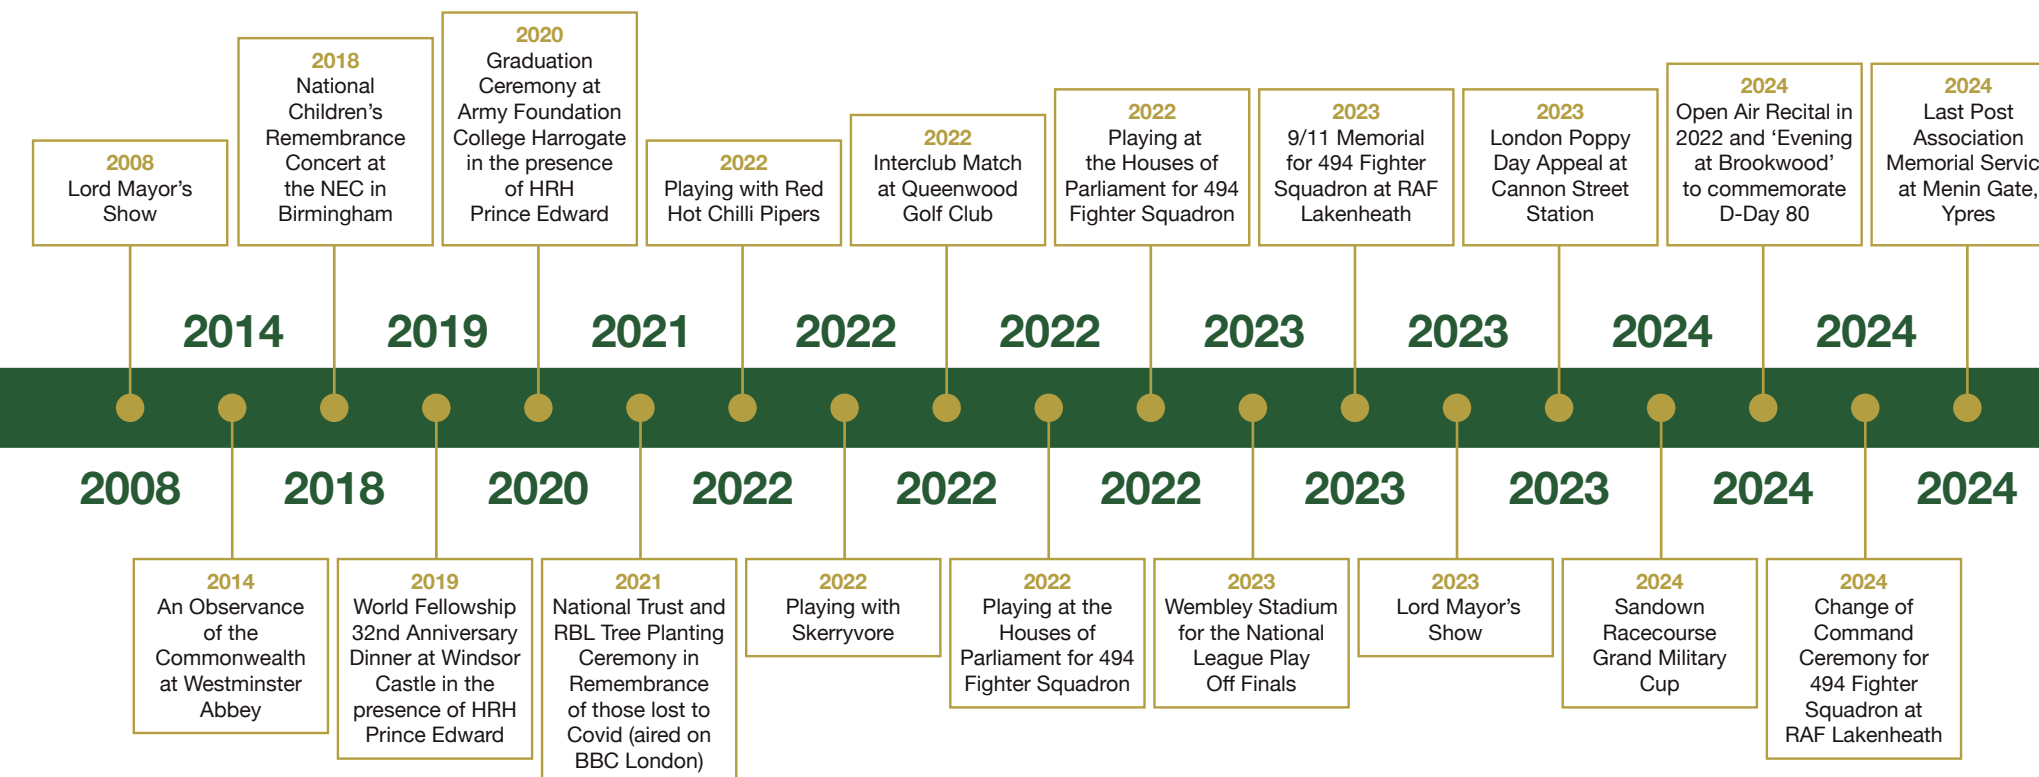 2008
Lord Mayor's
Show
2018
National
Children's
Remembrance
Concert at
the NEC in
Birmingham
2020
Graduation
Ceremony at
Army Foundation
College Harrogate
in the presence
of HRH
Prince Edward
2022
Playing with Red
Hot Chilli Pipers
2022
Interclub Match
at Queenwood
Golf Club
2022
Playing at
the Houses of
Parliament for 494
Fighter Squadron
2023
9/11 Memorial
for 494 Fighter
Squadron at RAF
Lakenheath
2023
London Poppy
Day Appeal at
Cannon Street
Station
2024
Open Air Recital in
2022 and ‘Evening
at Brookwood’
to commemorate
D-Day 80
2024
Last Post
Association
Memorial Servic
at Menin Gate,
Ypres
2014
2019
2021
2022
2022
2023
2023
2024
2024
2008
2018
2020
2022
2022
2022
2023
2023
2024
2024
2014
An Observance
of the
Commonwealth
at Westminster
Abbey
2019
World Fellowship
32nd Anniversary
Dinner at Windsor
Castle in the
presence of HRH
Prince Edward
2021
National Trust and
RBL Tree Planting
Ceremony in
Remembrance
of those lost to
Covid (aired on
BBC London)
2022
Playing with
Skerryvore
2022
Playing at the
Houses of
Parliament for 494
Fighter Squadron
2023
Wembley Stadium
for the National
League Play
Off Finals
2023
Lord Mayor's
Show
2024
Sandown
Racecourse
Grand Military
Cup
2024
Change of
Command
Ceremony for
494 Fighter
Squadron at
RAF Lakenheath